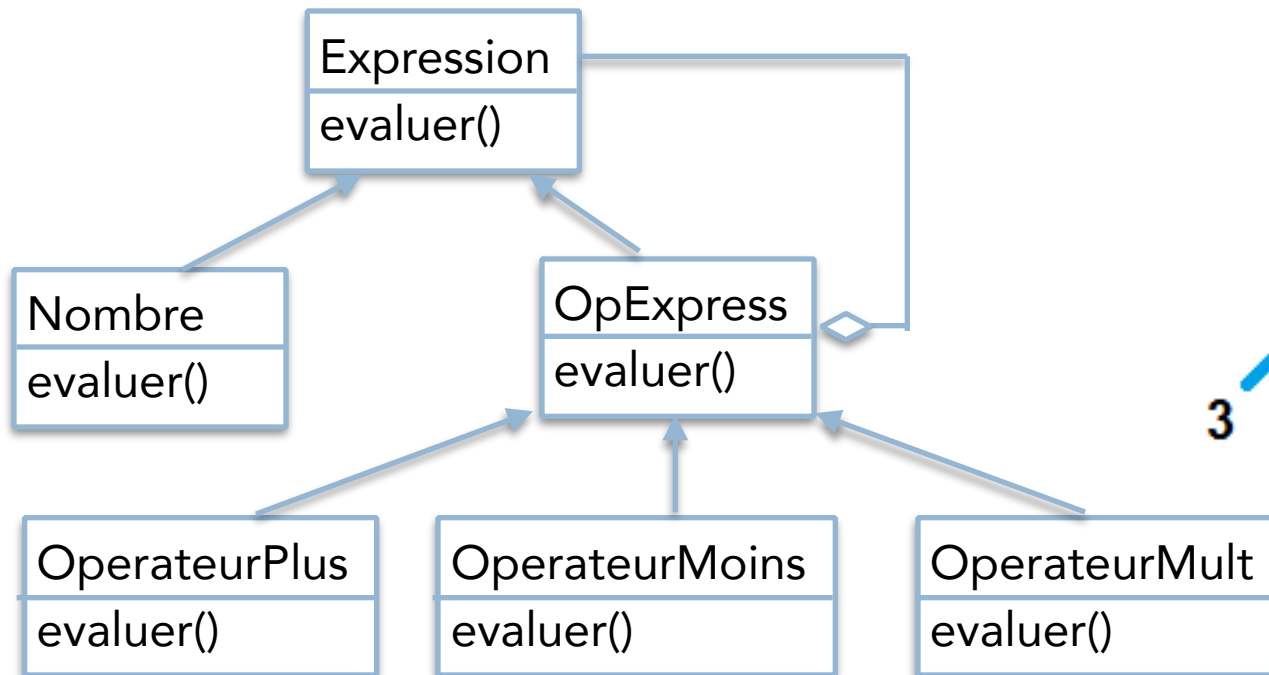 Expression
evaluer()
Nombre
evaluer()
OpExpress
evaluer()
3
OperateurPlus
evaluer()
OperateurMoins
evaluer()
OperateurMult
evaluer()